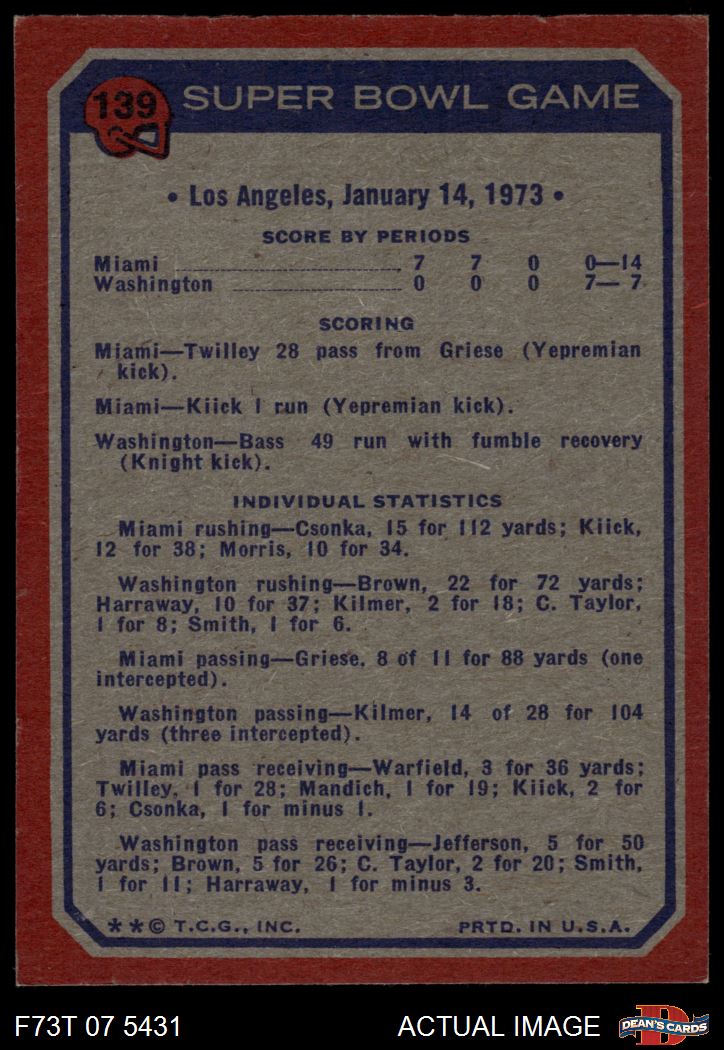 139 SUPER BOWL GAME
• Los Angeles, January 14, 1973 •
SCORE BY PERIODS
Miami 7 7 0 0—14
Washington 0 0 0 7— 7
SCORING
Miami—Twilley 28 pass from Griese (Yepremian
kick).
Miami—Kiick 1 run (Yepremian kick).
Washington—Bass 49 run with fumble recovery
(Knight kick).
INDIVIDUAL STATISTICS
Miami rushing—Csonka, 15 for 112 yards; Kiick,
12 for 38; Morris, 10 for 34.
Washington rushing—Brown, 22 for 72 yards;
Harraway, 10 for 37; Kilmer, 2 for 18; C. Taylor,
1 for 8; Smith, 1 for 6.
Miami passing—Griese, 8 of 11 for 88 yards (one
intercepted).
Washington passing—Kilmer, 14 of 28 for 104
yards (three intercepted).
Miami pass receiving—Warfield, 3 for 36 yards;
Twilley, 1 for 28; Mandich, 1 for 19; Kiick, 2 for
6; Csonka, 1 for minus 1.
Washington pass receiving—Jefferson, 5 for 50
yards; Brown, 5 for 26; C. Taylor, 2 for 20; Smith,
1 for 11; Harraway, 1 for minus 3.
**© T.C.G., INC. PRTD. IN U.S.A.
F73T 07 5431 ACTUAL IMAGE D DEAN'S CARDS